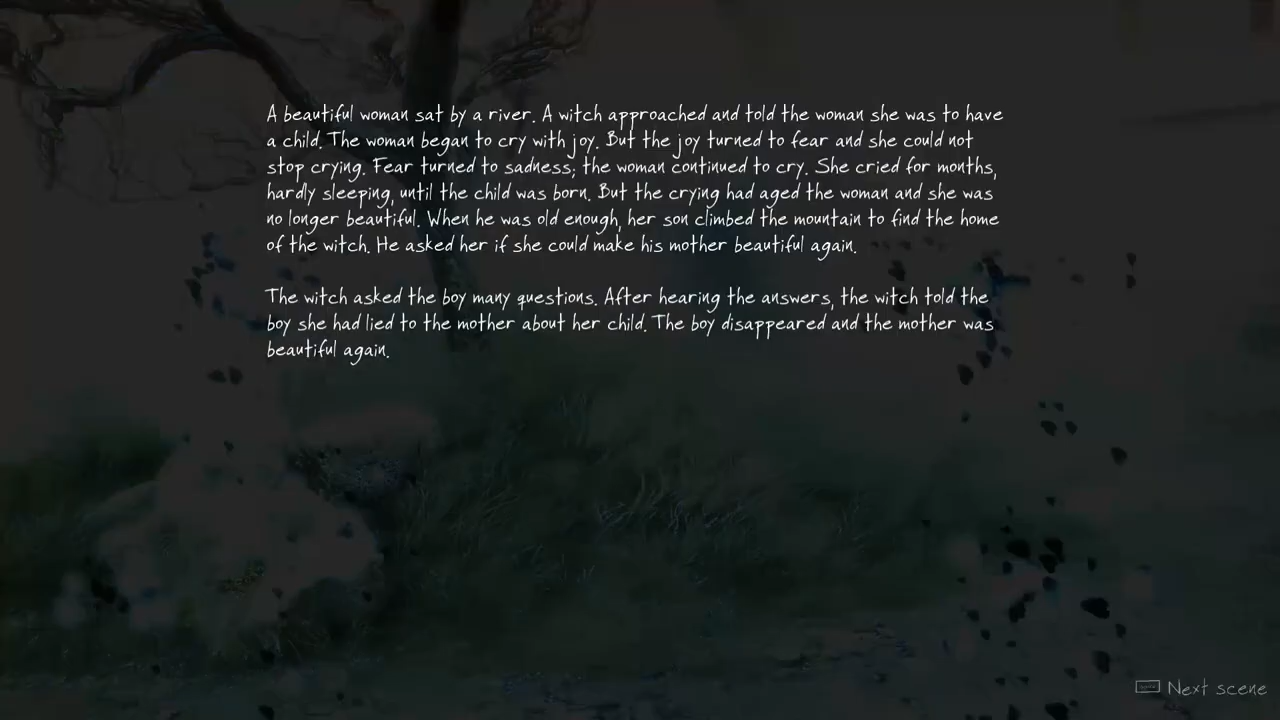 A beautiful woman sat by a river. A witch approached and told the woman she was to have
a child. The woman began to cry with joy. But the joy turned to fear and she could not
stop crying. Fear turned to sadness; the woman continued to cry. She cried for months,
hardly sleeping, until the child was born. But the crying had aged the woman and she was
no longer beautiful. When he was old enough, her son climbed the mountain to find the home
of the witch. He asked her if she could make his mother beautiful again.
The witch asked the boy many questions. After hearing the answers, the witch told the
boy she had lied to the mother about her child. The boy disappeared and the mother was
beautiful again.
Next scene